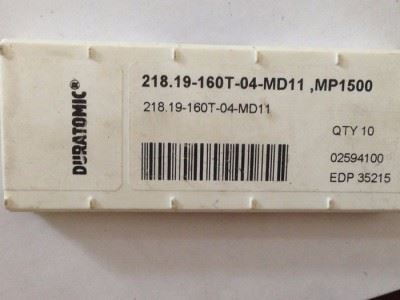 DURATOMIC®
218.19-160T-04-MD11 ,MP1500
218.19-160T-04-MD11
QTY 10
02594100
EDP 35215